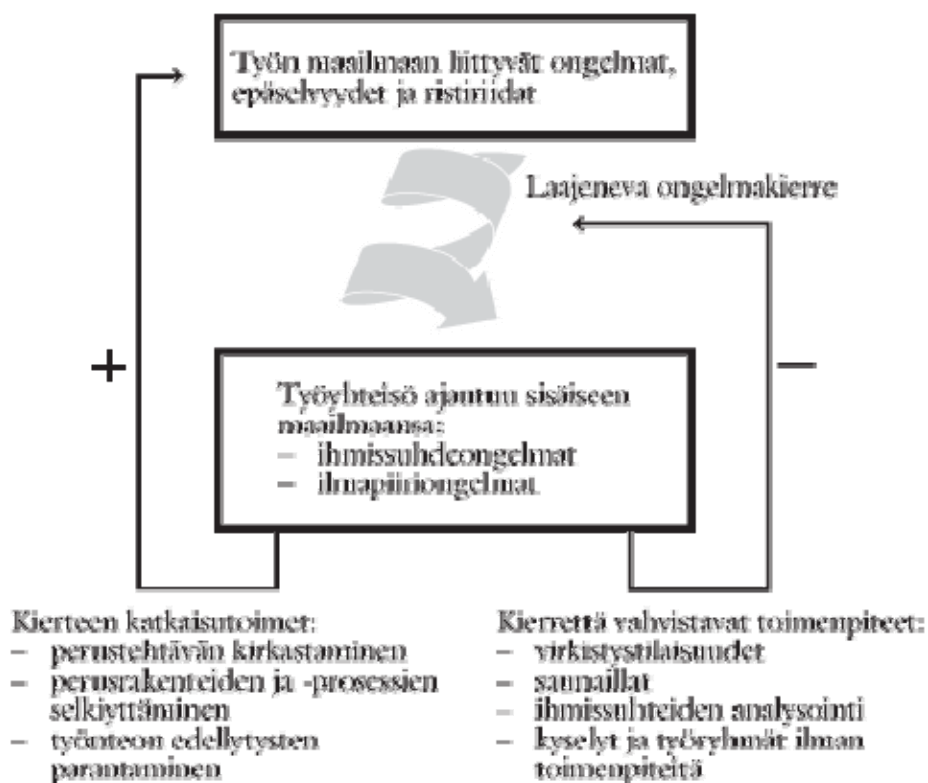 Työn maailmaan liittyvät ongelmat,
epäselvyydet ja ristiriidat
Laajeneva ongelmakierre
+
–
Työyhteisö ajautuu sisäiseen
maailmaansa:
– ihmissuhdeongelmat
– ilmapiiriongelmat
Kierteen katkaisutoimet:
– perustehtävän kirkastaminen
– perusrakenteiden ja -prosessien
selkiyttäminen
– työnteon edellytysten
parantaminen
Kierrettä vahvistavat toimenpiteet:
– virkistystilaisuudet
– saunaillat
– ihmissuhteiden analysointi
– kyselyt ja työryhmät ilman
toimenpiteitä